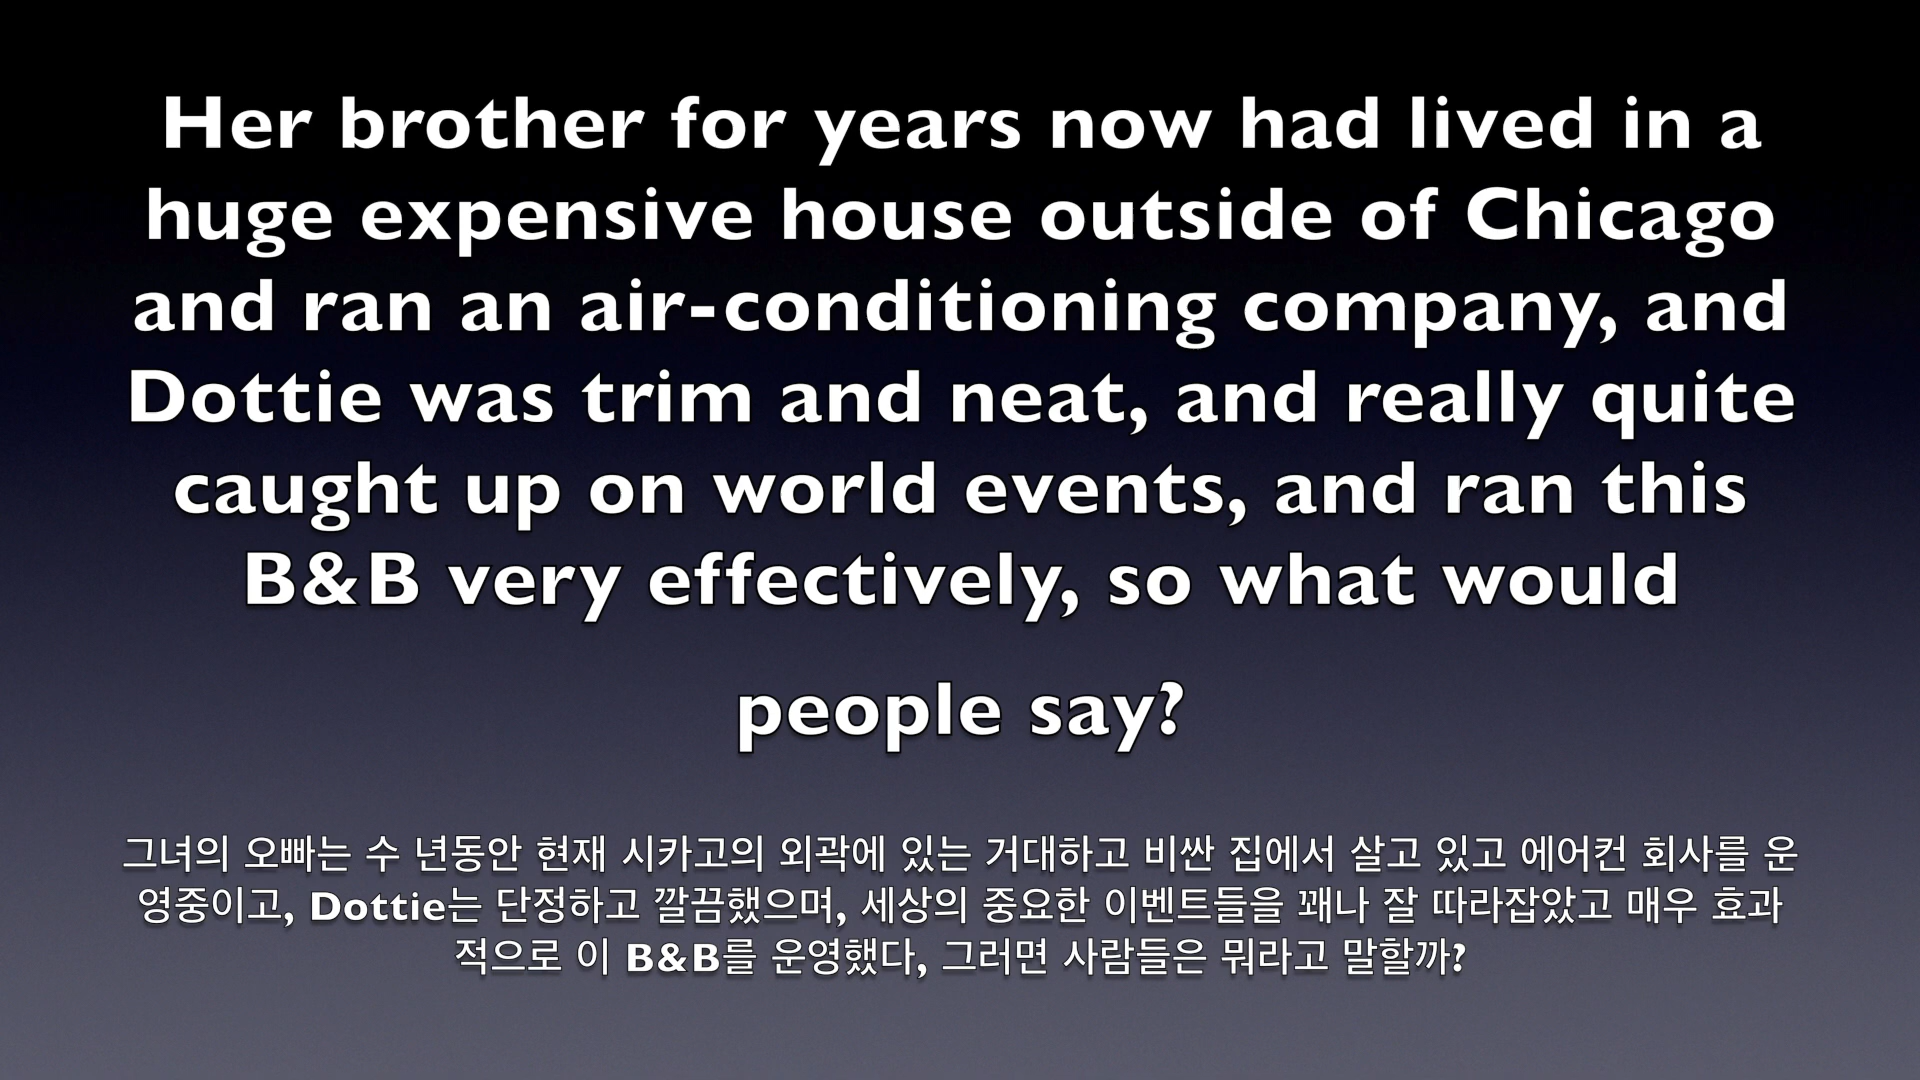 Her brother for years now had lived in a
huge expensive house outside of Chicago
and ran an air-conditioning company, and
Dottie was trim and neat, and really quite
caught up on world events, and ran this
B&B very effectively, so what would
people say?
그녀의 오빠는 수 년동안 현재 시카고의 외곽에 있는 거대하고 비싼 집에서 살고 있고 에어컨 회사를 운
영중이고, Dottie는 단정하고 깔끔했으며, 세상의 중요한 이벤트들을 꽤나 잘 따라잡았고 매우 효과
적으로 이 B&B를 운영했다, 그러면 사람들은 뭐라고 말할까?